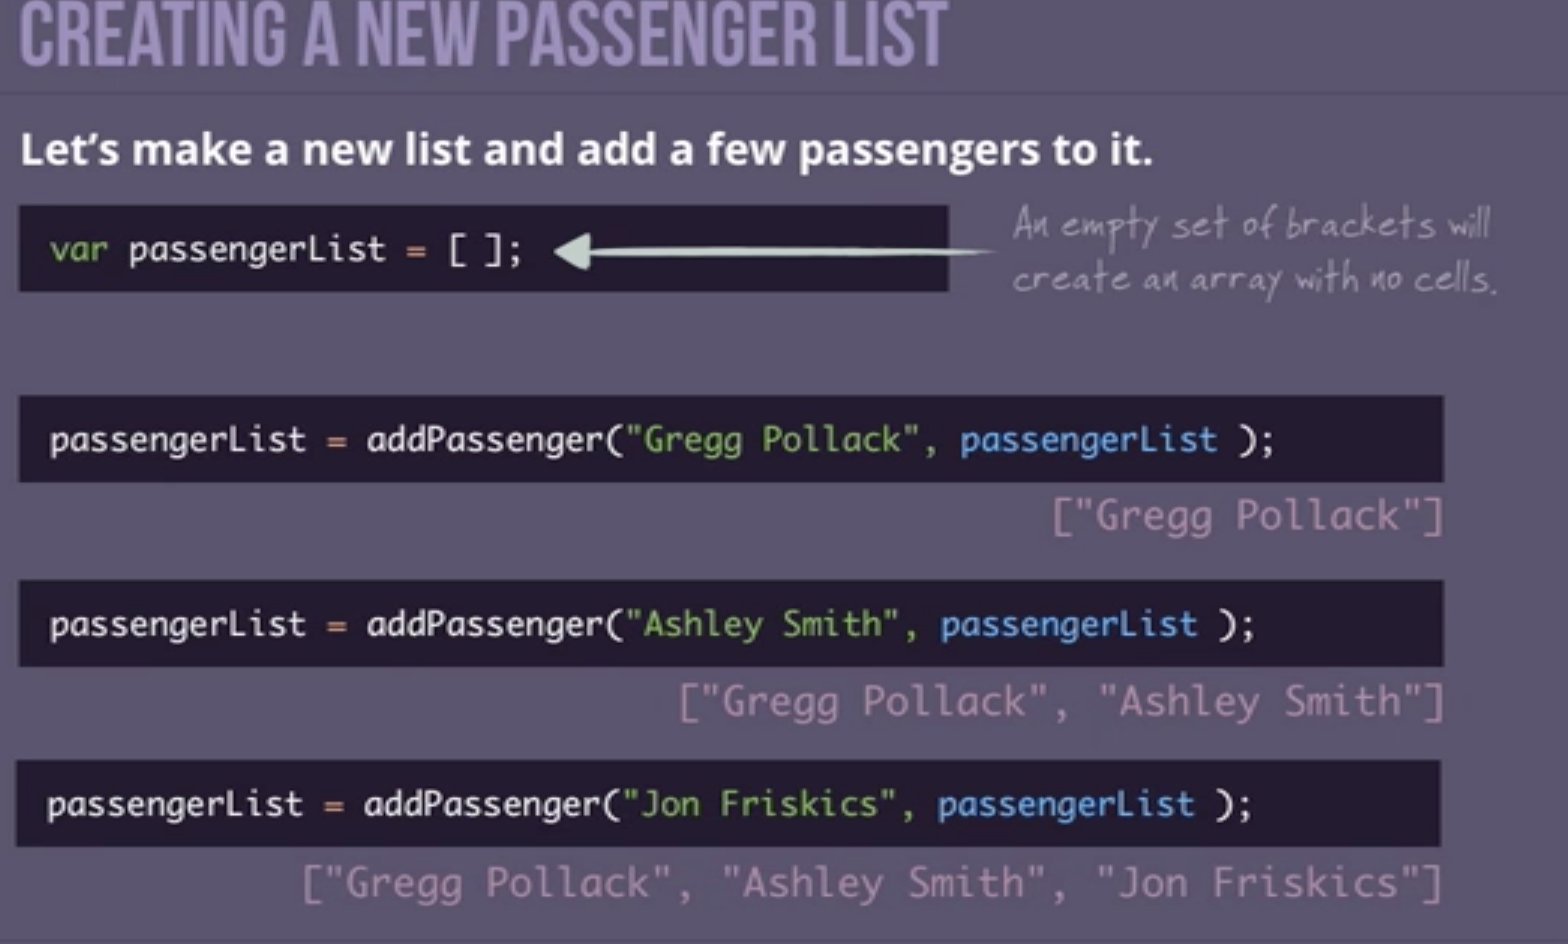 CREATING A NEW PASSENGER LIST
Let's make a new list and add a few passengers to it.
var passengerList = [ ];
An empty set of brackets will
create an array with no cells.
passengerList = addPassenger("Gregg Pollack", passengerList );
["Gregg Pollack"]
passengerList = addPassenger("Ashley Smith", passengerList );
["Gregg Pollack", "Ashley Smith"]
passengerList = addPassenger("Jon Friskics", passengerList );
["Gregg Pollack", "Ashley Smith", "Jon Friskics"]